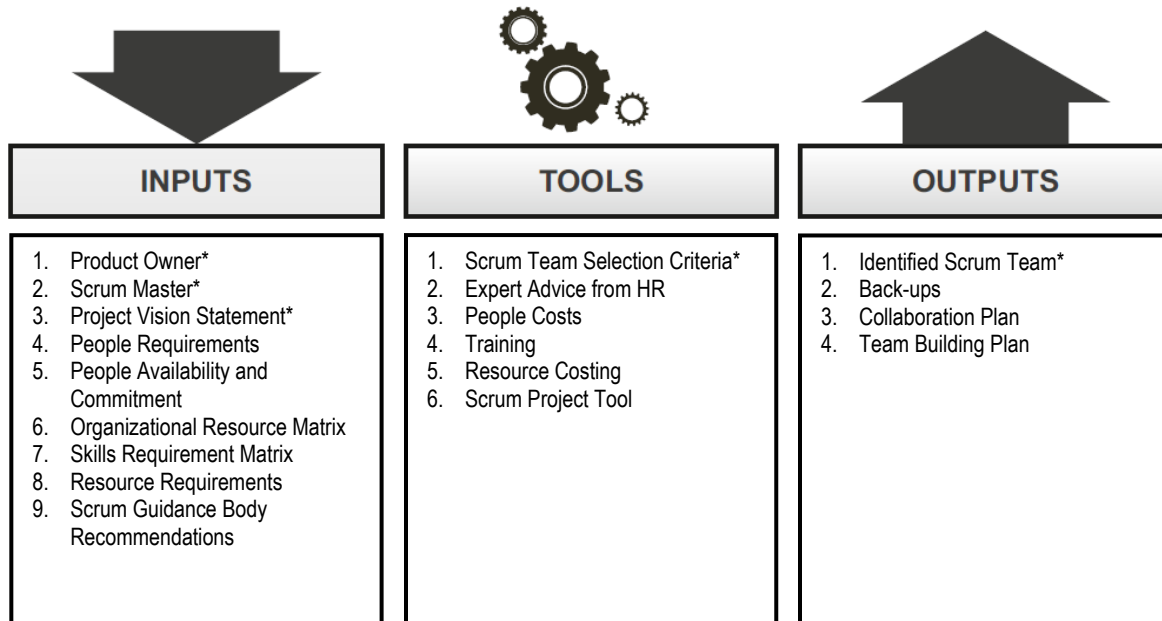 INPUTS
1. Product Owner*
2. Scrum Master*
3. Project Vision Statement*
4. People Requirements
5. People Availability and
Commitment
6. Organizational Resource Matrix
7. Skills Requirement Matrix
8. Resource Requirements
9. Scrum Guidance Body
Recommendations
TOOLS
1. Scrum Team Selection Criteria*
2. Expert Advice from HR
3. People Costs
4. Training
5. Resource Costing
6. Scrum Project Tool
OUTPUTS
1. Identified Scrum Team*
2. Back-ups
3. Collaboration Plan
4. Team Building Plan